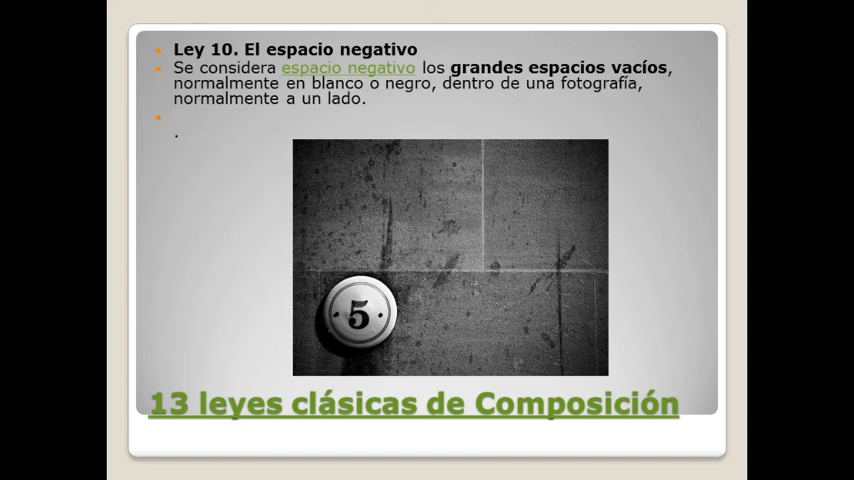 Ley 10. El espacio negativo
Se considera espacio negativo los grandes espacios vacíos,
normalmente en blanco o negro, dentro de una fotografía,
normalmente a un lado.
.
5
13 leyes clásicas de Composición